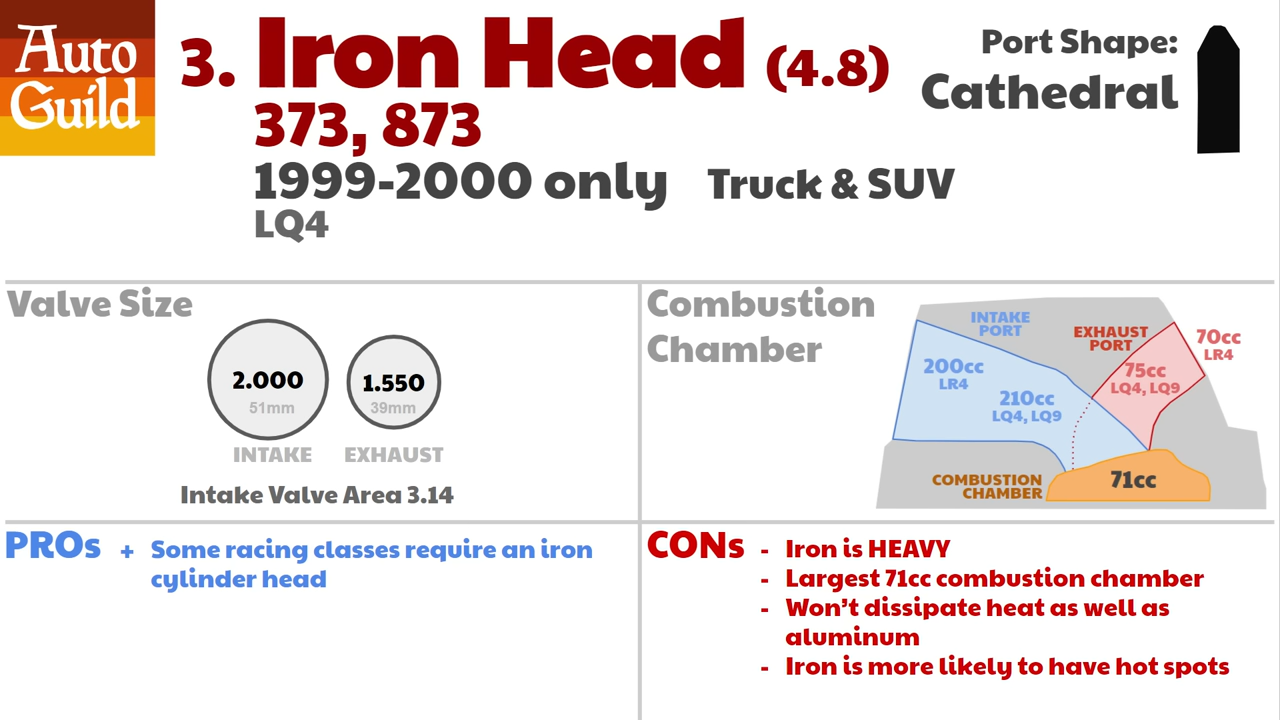 Auto
Guild
3. Iron Head (4.8)
373, 873
1999-2000 only Truck & SUV
LQ4
Port Shape:
Cathedral
Valve Size
2.000
51mm
1.550
39mm
INTAKE EXHAUST
Intake Valve Area 3.14
Combustion
Chamber
INTAKE
PORT
EXHAUST
PORT
70cc
LR4
200cc
LR4
75cc
LQ4, LQ9
210cc
LQ4, LQ9
COMBUSTION
CHAMBER
71cc
PROs + Some racing classes require an iron
cylinder head
CONs - Iron is HEAVY
- Largest 71cc combustion chamber
- Won't dissipate heat as well as
aluminum
- Iron is more likely to have hot spots